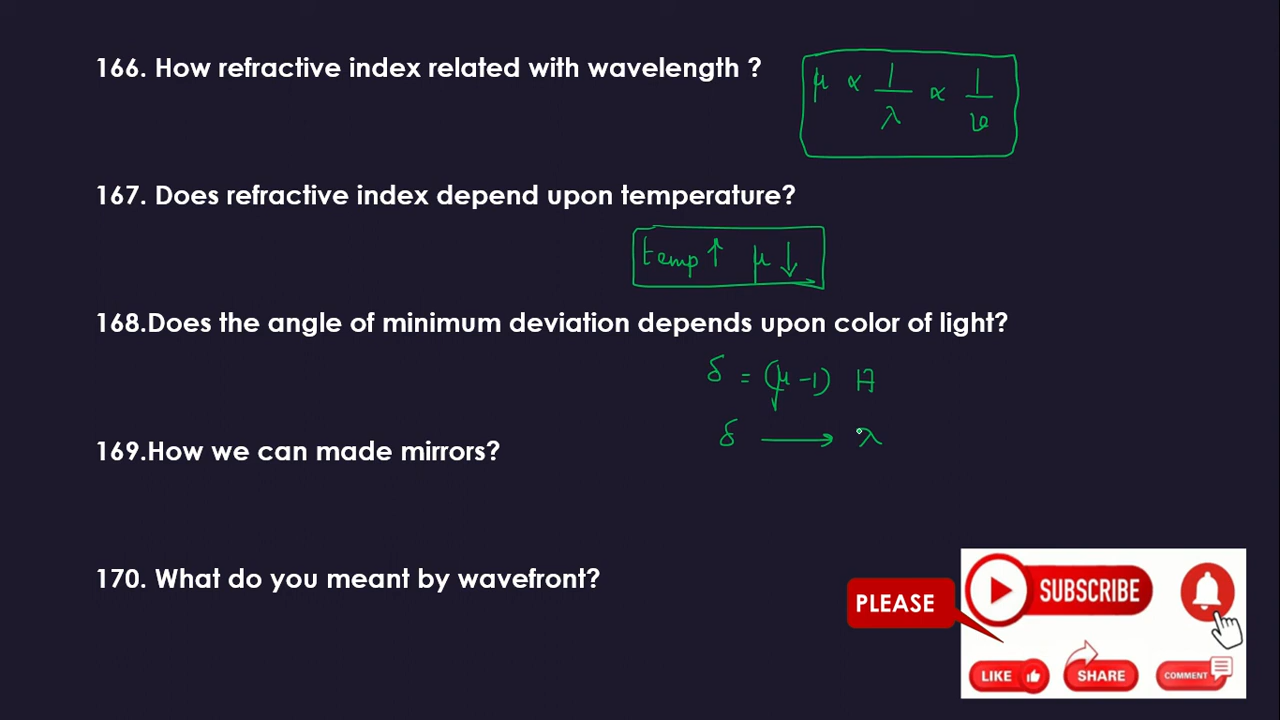 166. How refractive index related with wavelength ?
μ ∝ 1/λ ∝ 1/v
167. Does refractive index depend upon temperature?
temp↑ μ↓
168.Does the angle of minimum deviation depends upon color of light?
δ = (μ-1) A
δ → λ
169.How we can made mirrors?
170. What do you meant by wavefront?
PLEASE
SUBSCRIBE
LIKE
SHARE
COMMENT